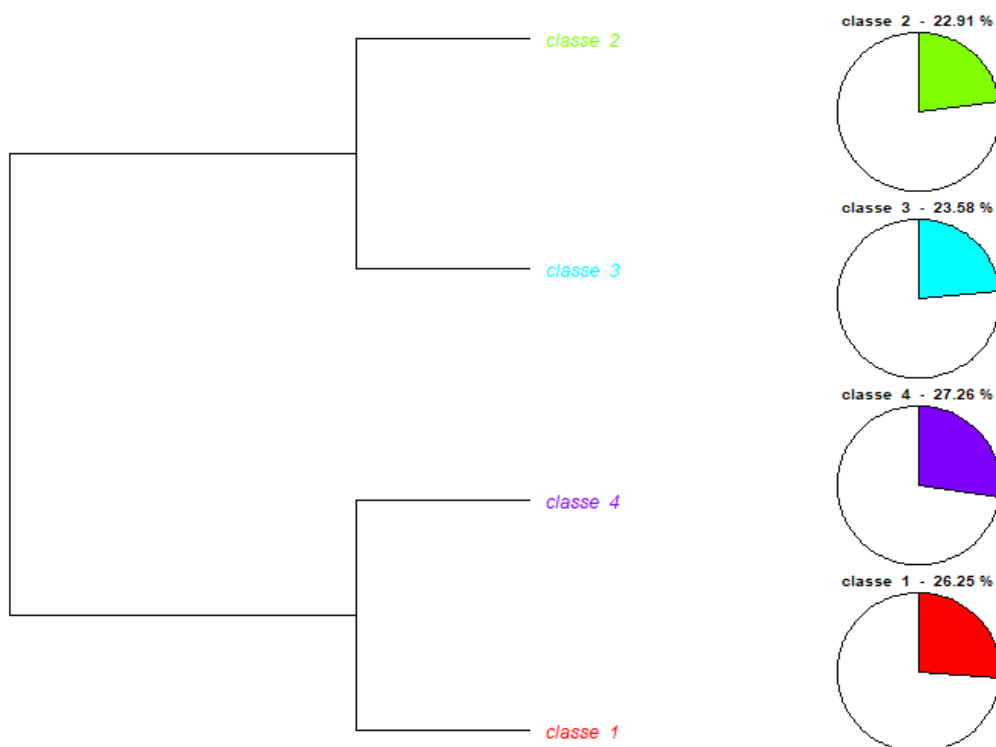 classe 2 - 22.91 %
classe 2
classe 3 - 23.58 %
classe 3
classe 4 - 27.26 %
classe 4
classe 1 - 26.25 %
classe 1